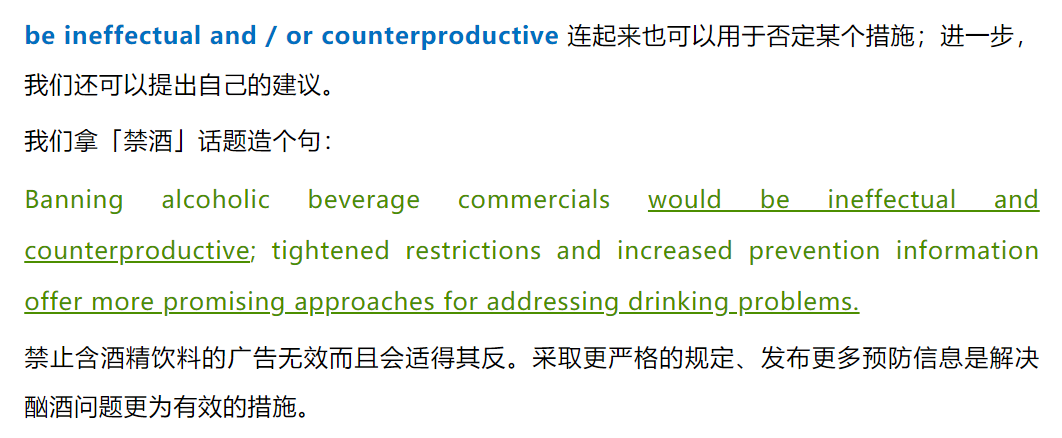 be ineffectual and / or counterproductive 连起来也可以用于否定某个措施；进一步，
我们还可以提出自己的建议。
我们拿「禁酒」话题造个句：
Banning alcoholic beverage commercials would be ineffectual and
counterproductive; tightened restrictions and increased prevention information
offer more promising approaches for addressing drinking problems.
禁止含酒精饮料的广告无效而且会适得其反。采取更严格的规定、发布更多预防信息是解决
酗酒问题更为有效的措施。